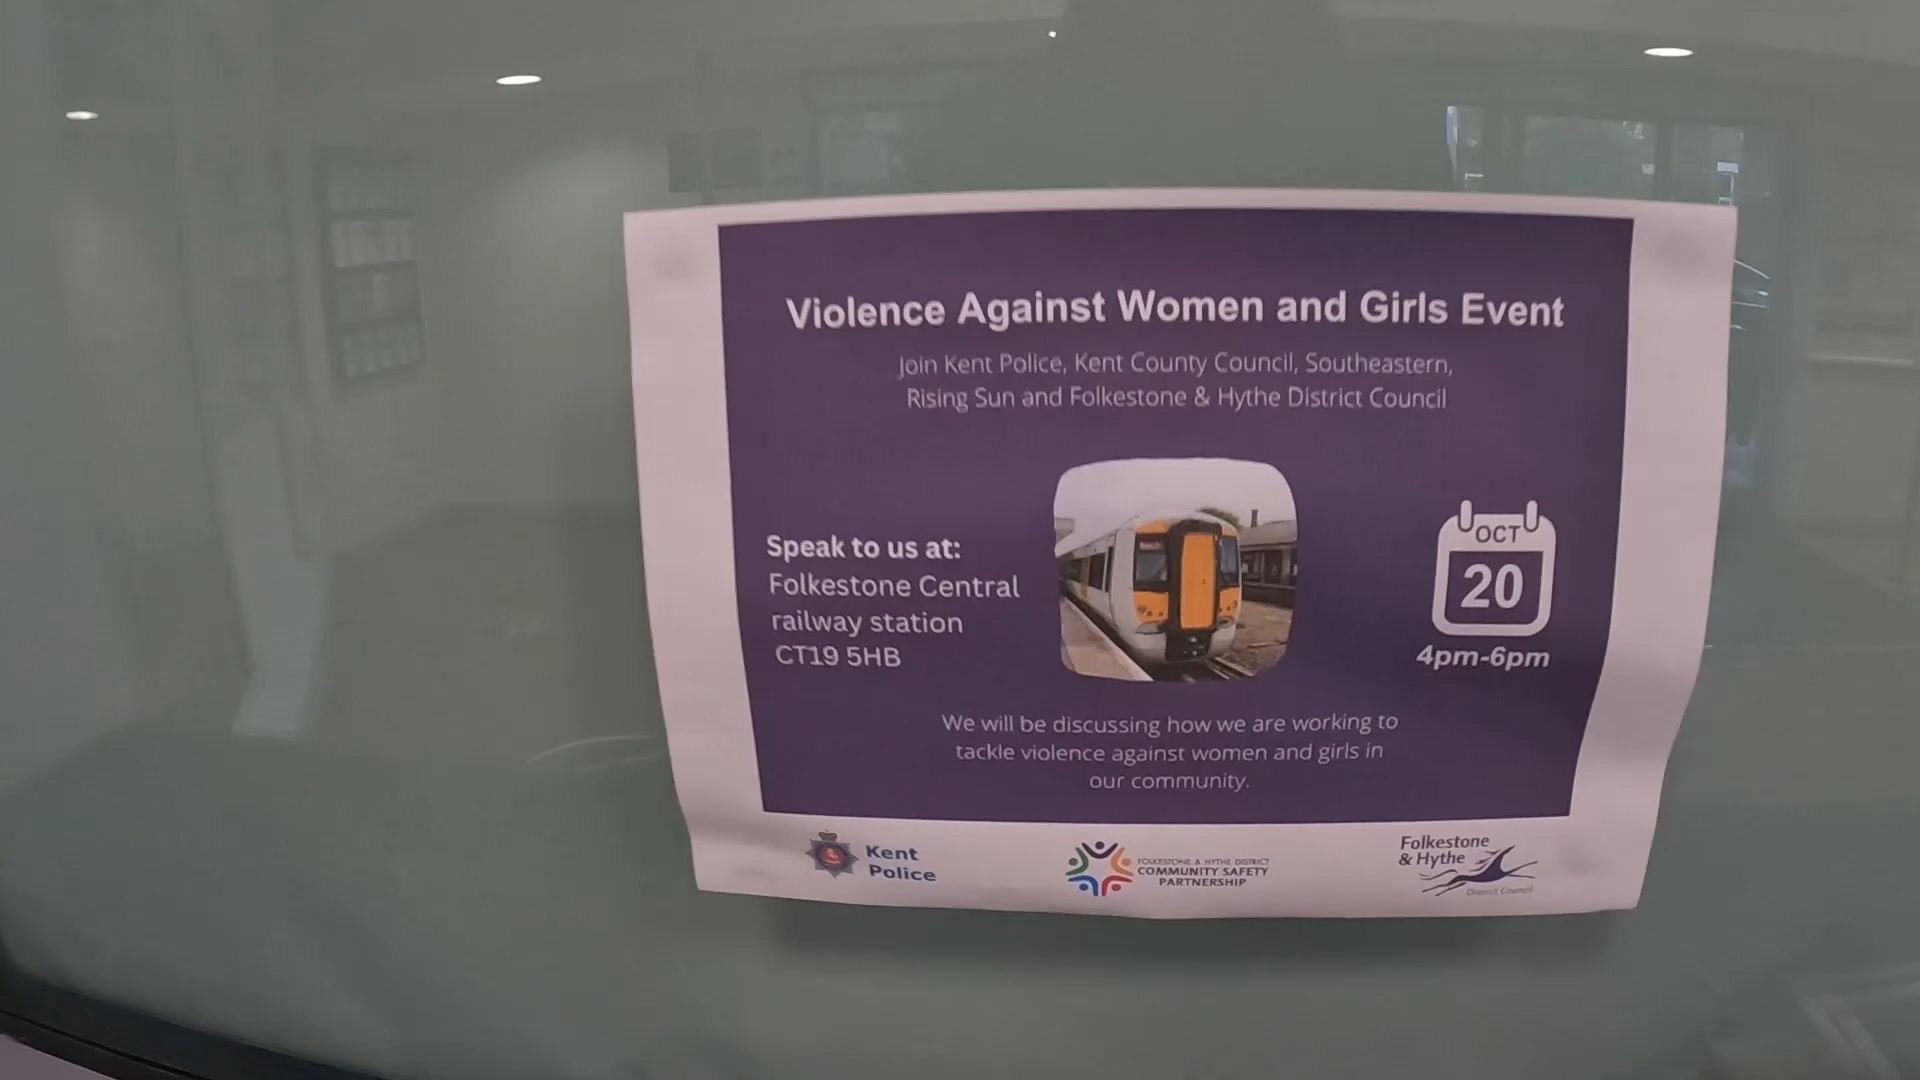 Violence Against Women and Girls Event
Join Kent Police, Kent County Council, Southeastern,
Rising Sun and Folkestone & Hythe District Council
Speak to us at:
Folkestone Central
railway station
CT19 5HB
OCT
20
4pm-6pm
We will be discussing how we are working to
tackle violence against women and girls in
our community.
Kent
Police
FOLKESTONE & HYTHE DISTRICT
COMMUNITY SAFETY
PARTNERSHIP
Folkestone
& Hythe
District Council